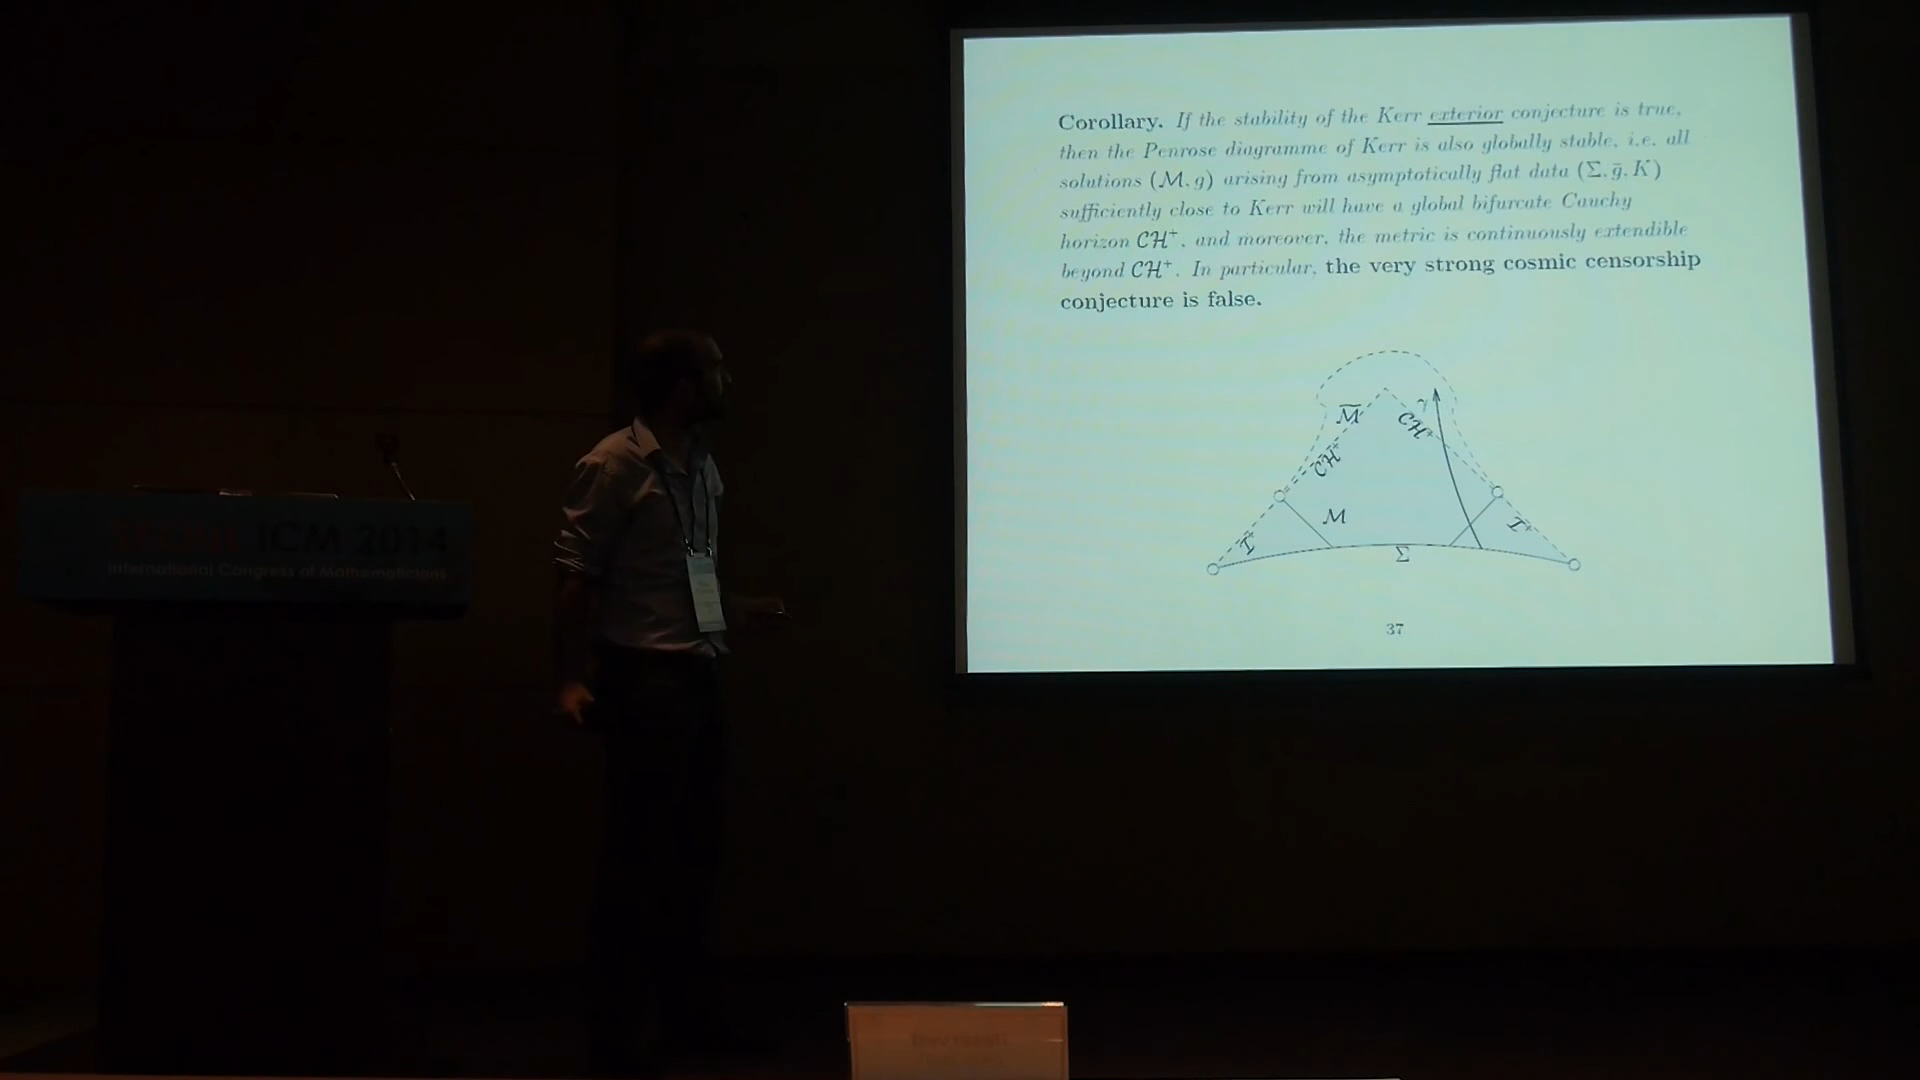 Corollary. If the stability of the Kerr exterior conjecture is true,
then the Penrose diagramme of Kerr is also globally stable, i.e. all
solutions (ℳ, g) arising from asymptotically flat data (Σ, ḡ, K)
sufficiently close to Kerr will have a global bifurcate Cauchy
horizon 𝒞ℋ⁺, and moreover, the metric is continuously extendible
beyond 𝒞ℋ⁺. In particular, the very strong cosmic censorship
conjecture is false.
γ
ℳ̃
𝒞ℋ⁺
𝒞ℋ⁺
ℳ
ℐ⁺
ℐ⁺
Σ
37
SEOUL ICM 2014
International Congress of Mathematicians